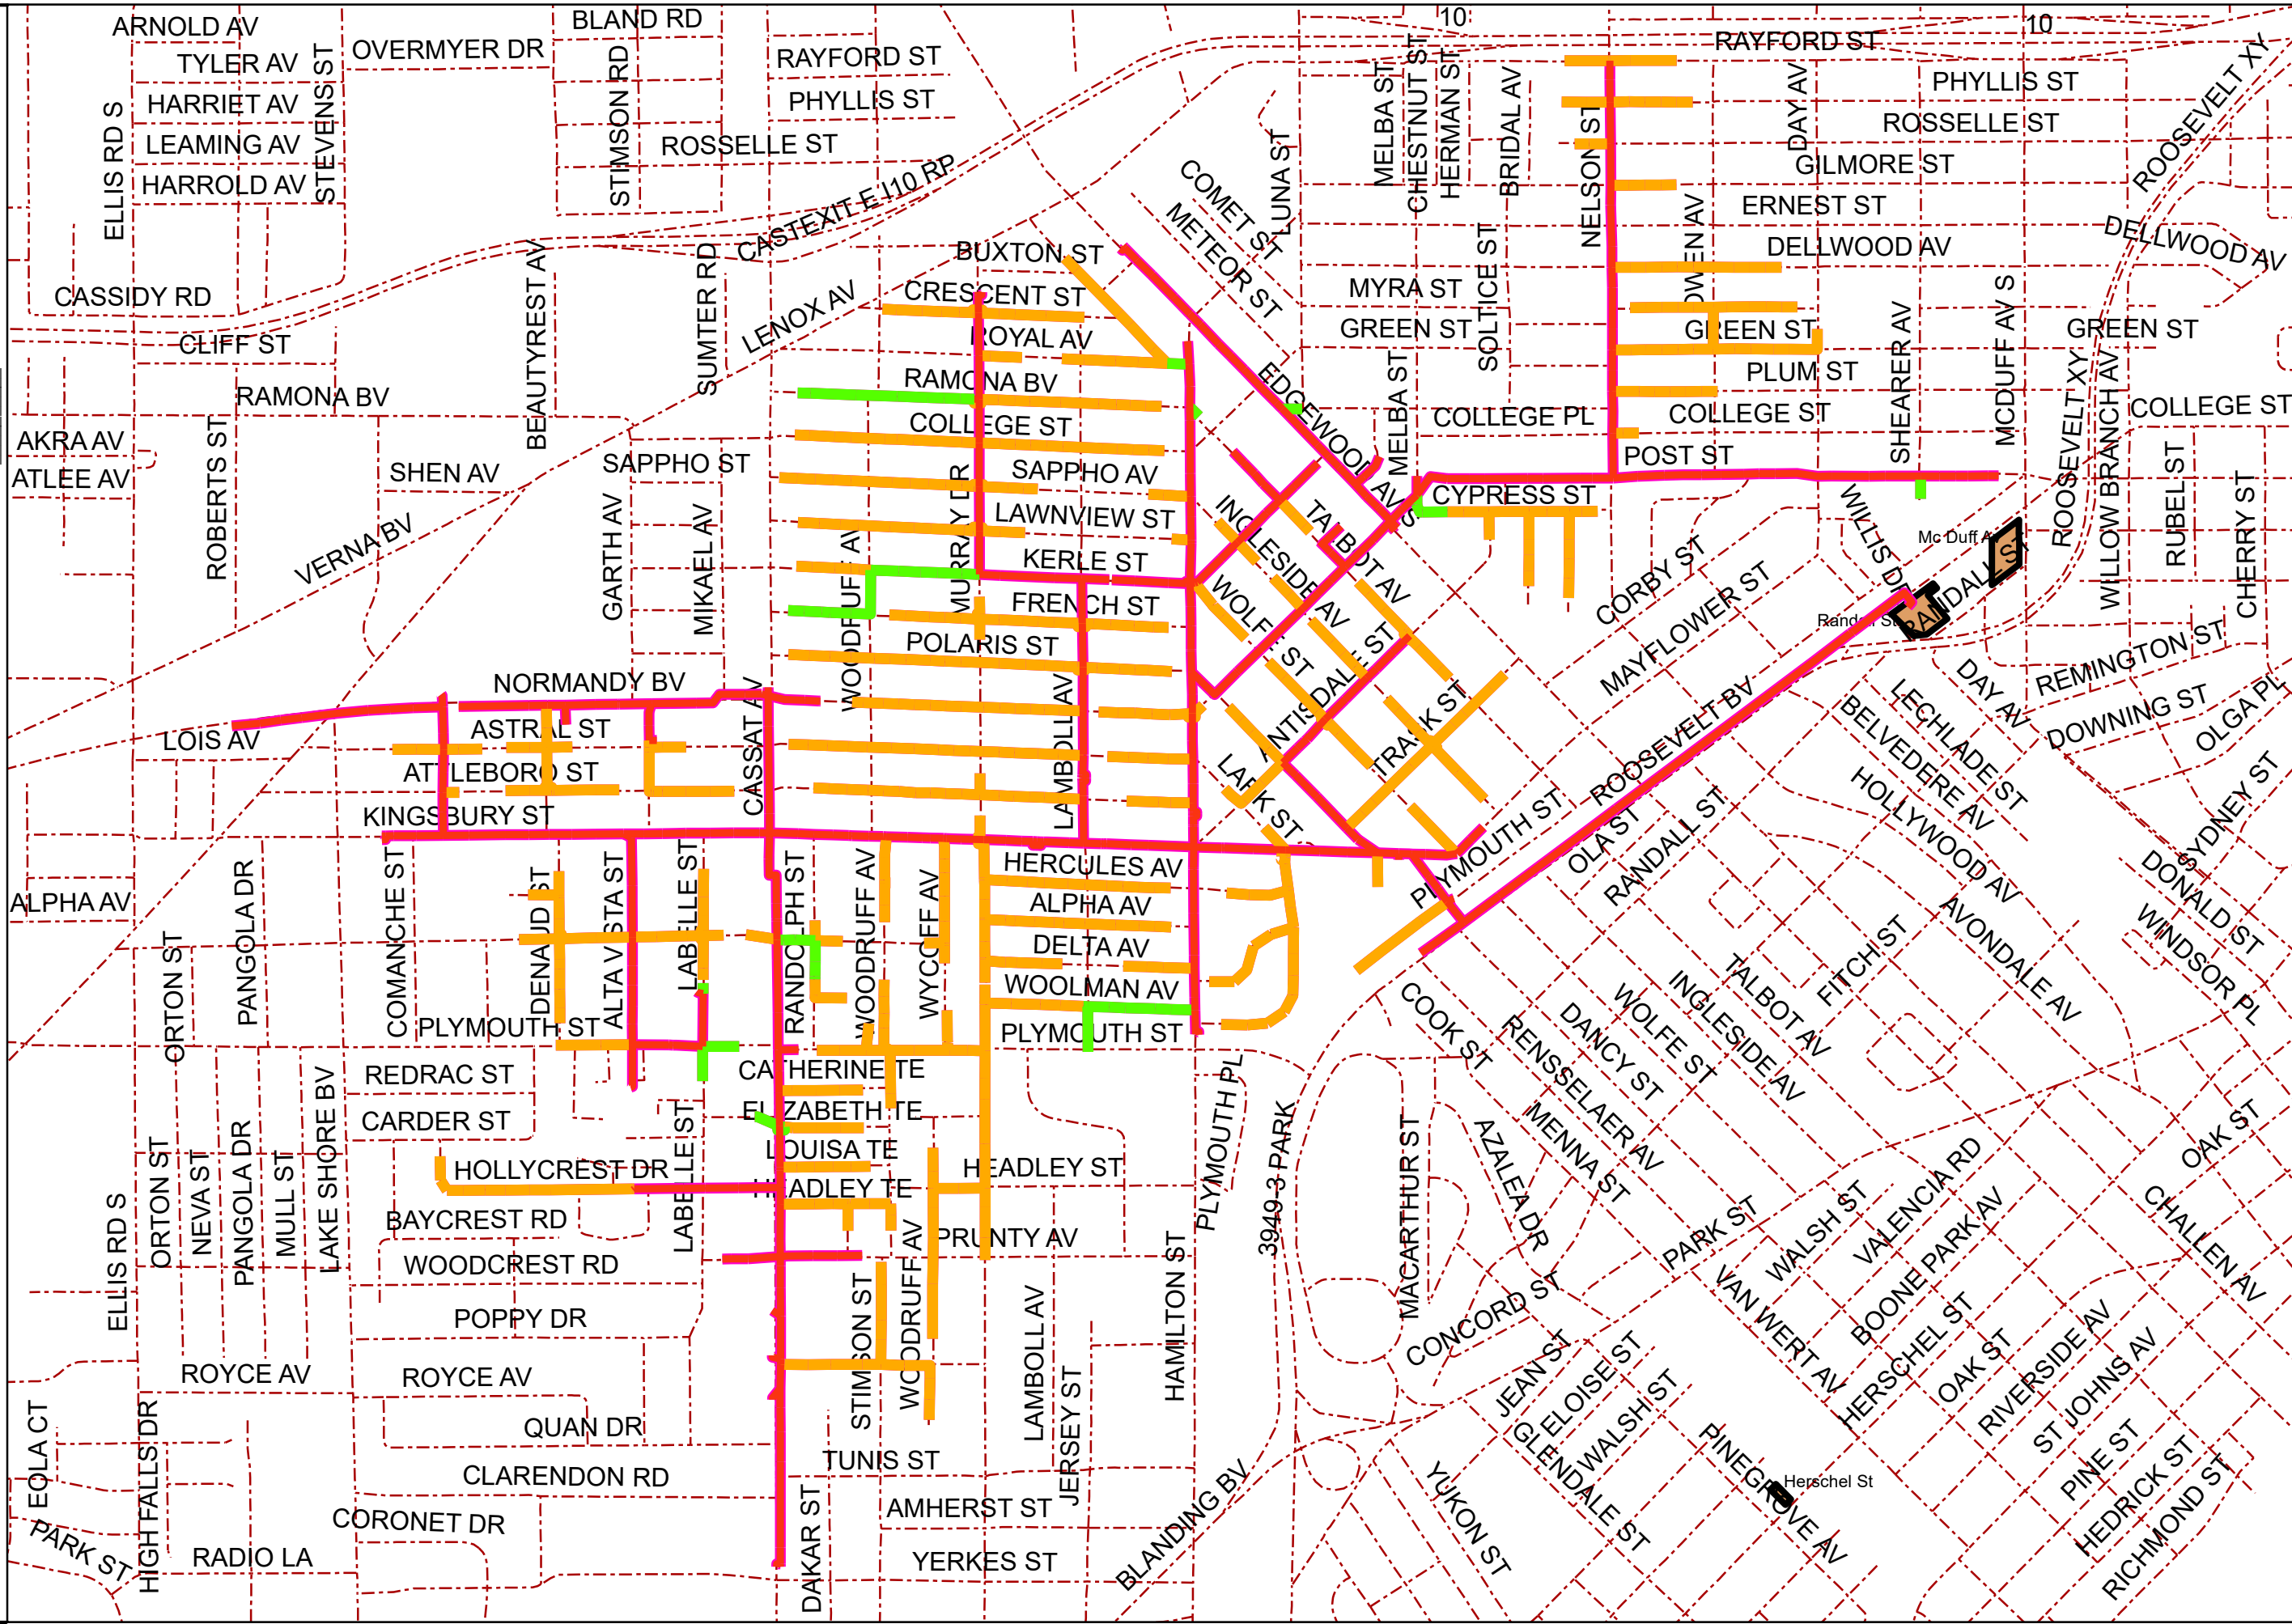 ARNOLD AV
BLAND RD
10
10
OVERMYER DR
RAYFORD ST
RAYFORD ST
TYLER AV
STEVENS ST
STIMSON RD
PHYLLIS ST
PHYLLIS ST
HARRIET AV
ELLIS RD S
LEAMING AV
ROSSELLE ST
ROSSELLE ST
HARROLD AV
CASTEXIT E I10 RP
COMET ST
METEOR ST
LUNA ST
MELBA ST
CHESTNUT ST
HERMAN ST
BRIDAL AV
NELSON ST
DAY AV
GILMORE ST
ERNEST ST
ROOSEVELT XY
DELLWOOD AV
DELLWOOD AV
BUXTON ST
CASSIDY RD
BEAUTYREST AV
SUMTER RD
LENOX AV
CRESCENT ST
MYRA ST
SOLTICE ST
CLIFF ST
ROYAL AV
GREEN ST
GREEN ST
GREEN ST
SHEARER AV
MCDUFF AV S
RAMONA BV
RAMONA BV
EDGEWOOD AV S
MELBA ST
PLUM ST
ROOSEVELT XY
WILLOW BRANCH AV
COLLEGE ST
COLLEGE PL
COLLEGE ST
COLLEGE ST
AKRA AV
ATLEE AV
ROBERTS ST
SHEN AV
SAPPHO ST
SAPPHO AV
POST ST
RUBEL ST
CHERRY ST
VERNA BV
GARTH AV
MIKAEL AV
WOODRUFF AV
MURRAY DR
LAWNVIEW ST
INGLESIDE AV
TALBOT AV
CYPRESS ST
WILLIS DR
KERLE ST
FRENCH ST
WOLFE ST
CORBY ST
MAYFLOWER ST
RANDALL ST
POLARIS ST
ANTISDALE ST
REMINGTON ST
DAY AV
DOWNING ST
OLGA PL
NORMANDY BV
LOIS AV
ASTRAL ST
CASSAT AV
LAMBOLL AV
TRASK ST
ROOSEVELT BV
LECHLADE ST
BELVEDERE AV
ATTLEBORO ST
LARK ST
HOLLYWOOD AV
SYDNEY ST
KINGSBURY ST
PLYMOUTH ST
OLA ST
RANDALL ST
DONALD ST
HERCULES AV
ALPHA AV
ALPHA AV
PANGOLA DR
COMANCHE ST
LABELLE ST
RANDOLPH ST
WOODRUFF AV
WYCOFF AV
DELTA AV
WINDSOR PL
AVONDALE AV
FITCH ST
ORTON ST
WOOLMAN AV
COOK ST
RENSSELAER AV
DANCY ST
WOLFE ST
INGLESIDE AV
TALBOT AV
PLYMOUTH ST
PLYMOUTH ST
REDRAC ST
CATHERINE TE
CARDER ST
ELIZABETH TE
LOUISA TE
PLYMOUTH PL
3949-3 PARK
MACARTHUR ST
AZALEA DR
MENNA ST
OAK ST
HOLLYCREST DR
HEADLEY ST
HEADLEY TE
ELLIS RD S
ORTON ST
NEVA ST
PANGOLA DR
MULL ST
LAKE SHORE BV
LABELLE ST
BAYCREST RD
PRUNTY AV
WOODCREST RD
PARK ST
WALSH ST
VALENCIA RD
BOONE PARK AV
CHALLEN AV
POPPY DR
STIMSON ST
WOODRUFF AV
LAMBOLL AV
JERSEY ST
HAMILTON ST
CONCORD ST
VAN WERT AV
HERSCHEL ST
OAK ST
RIVERSIDE AV
ST JOHNS AV
ROYCE AV
ROYCE AV
JEAN ST
ELOISE ST
WALSH ST
GLENDALE ST
PINEGROVE AV
PINE ST
HEDRICK ST
RICHMOND ST
EOLA CT
HIGH FALLS DR
QUAN DR
TUNIS ST
CLARENDON RD
BLANDING BV
YUKON ST
Herschel St
AMHERST ST
CORONET DR
DAKAR ST
PARK ST
RADIO LA
YERKES ST